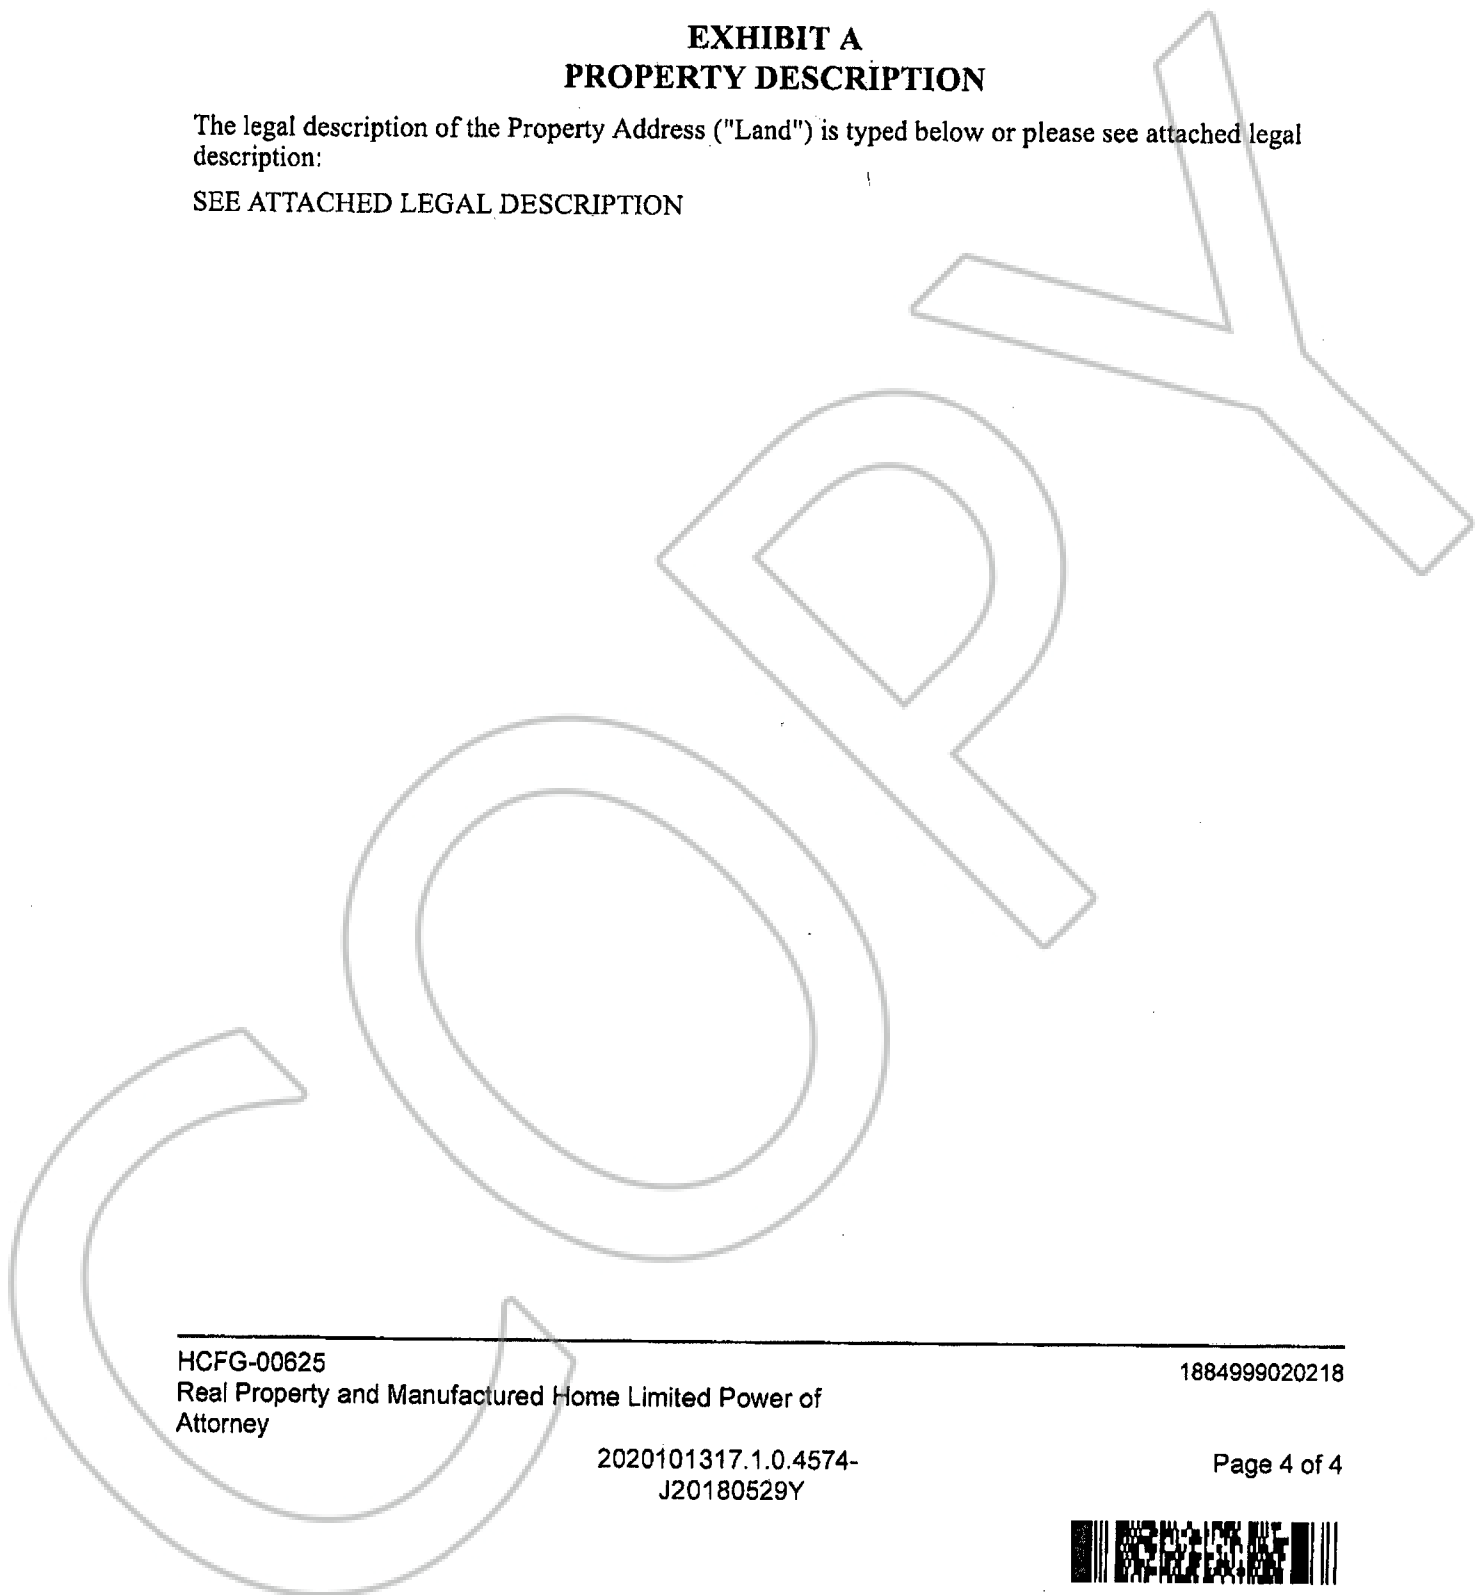 EXHIBIT A
PROPERTY DESCRIPTION
The legal description of the Property Address ("Land") is typed below or please see attached legal
description:
SEE ATTACHED LEGAL DESCRIPTION
COPY
HCFG-00625
1884999020218
Real Property and Manufactured Home Limited Power of
Attorney
2020101317.1.0.4574-
J20180529Y
Page 4 of 4